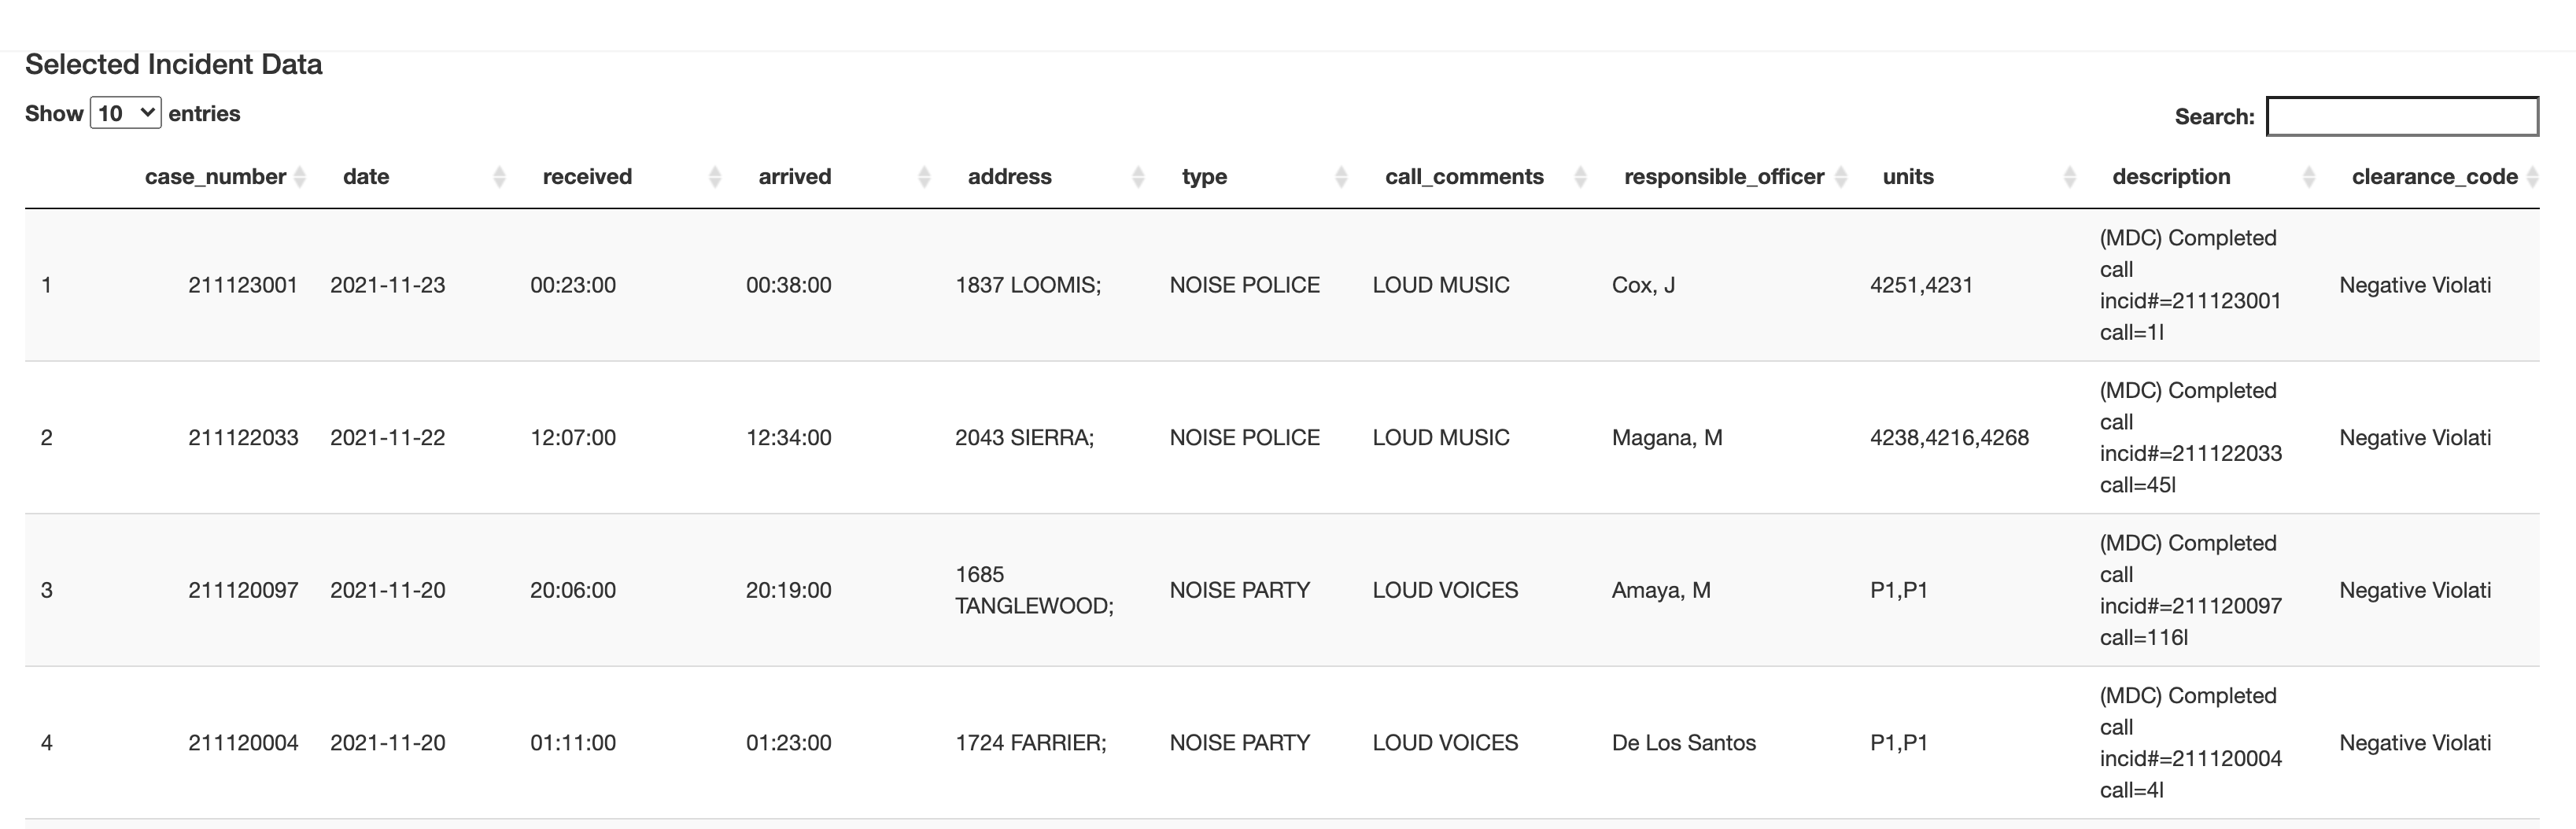 Selected Incident Data
Show 10 entries
Search:
case_number date received arrived address type call_comments responsible_officer units description clearance_code
1 211123001 2021-11-23 00:23:00 00:38:00 1837 LOOMIS; NOISE POLICE LOUD MUSIC Cox, J 4251,4231 (MDC) Completed
call
incid#=211123001
call=1l
Negative Violati
2 211122033 2021-11-22 12:07:00 12:34:00 2043 SIERRA; NOISE POLICE LOUD MUSIC Magana, M 4238,4216,4268 (MDC) Completed
call
incid#=211122033
call=45l
Negative Violati
3 211120097 2021-11-20 20:06:00 20:19:00 1685
TANGLEWOOD;
NOISE PARTY LOUD VOICES Amaya, M P1,P1 (MDC) Completed
call
incid#=211120097
call=116l
Negative Violati
4 211120004 2021-11-20 01:11:00 01:23:00 1724 FARRIER; NOISE PARTY LOUD VOICES De Los Santos P1,P1 (MDC) Completed
call
incid#=211120004
call=4l
Negative Violati